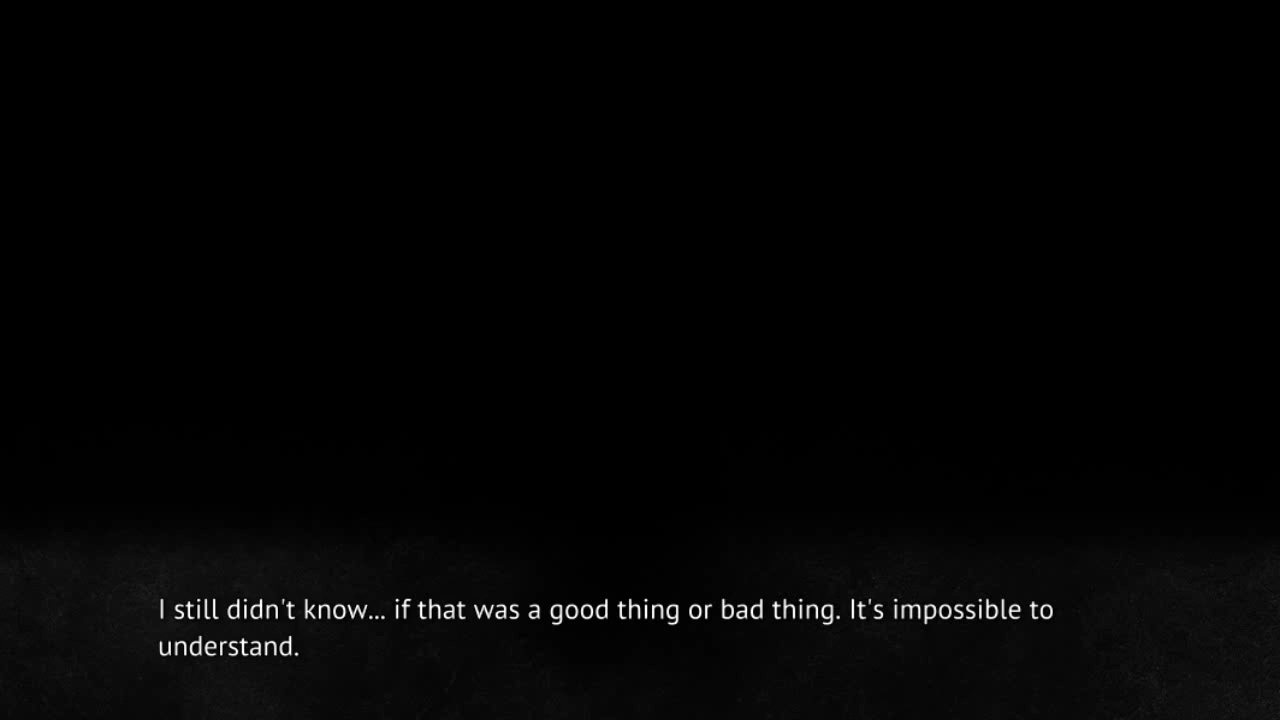 I still didn't know... if that was a good thing or bad thing. It's impossible to
understand.